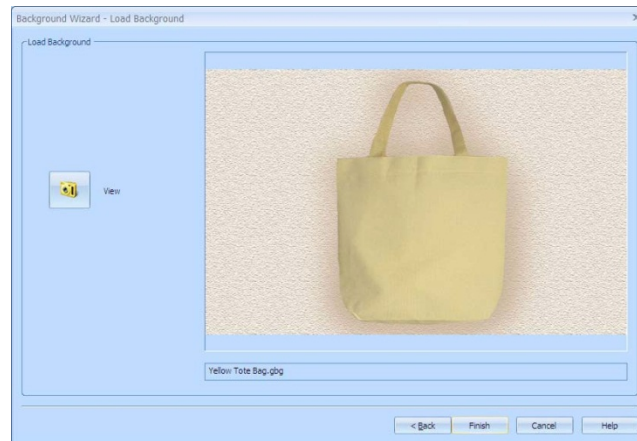 Background Wizard - Load Background
Load Background
View
Yellow Tote Bag.gbg
< Back
Finish
Cancel
Help